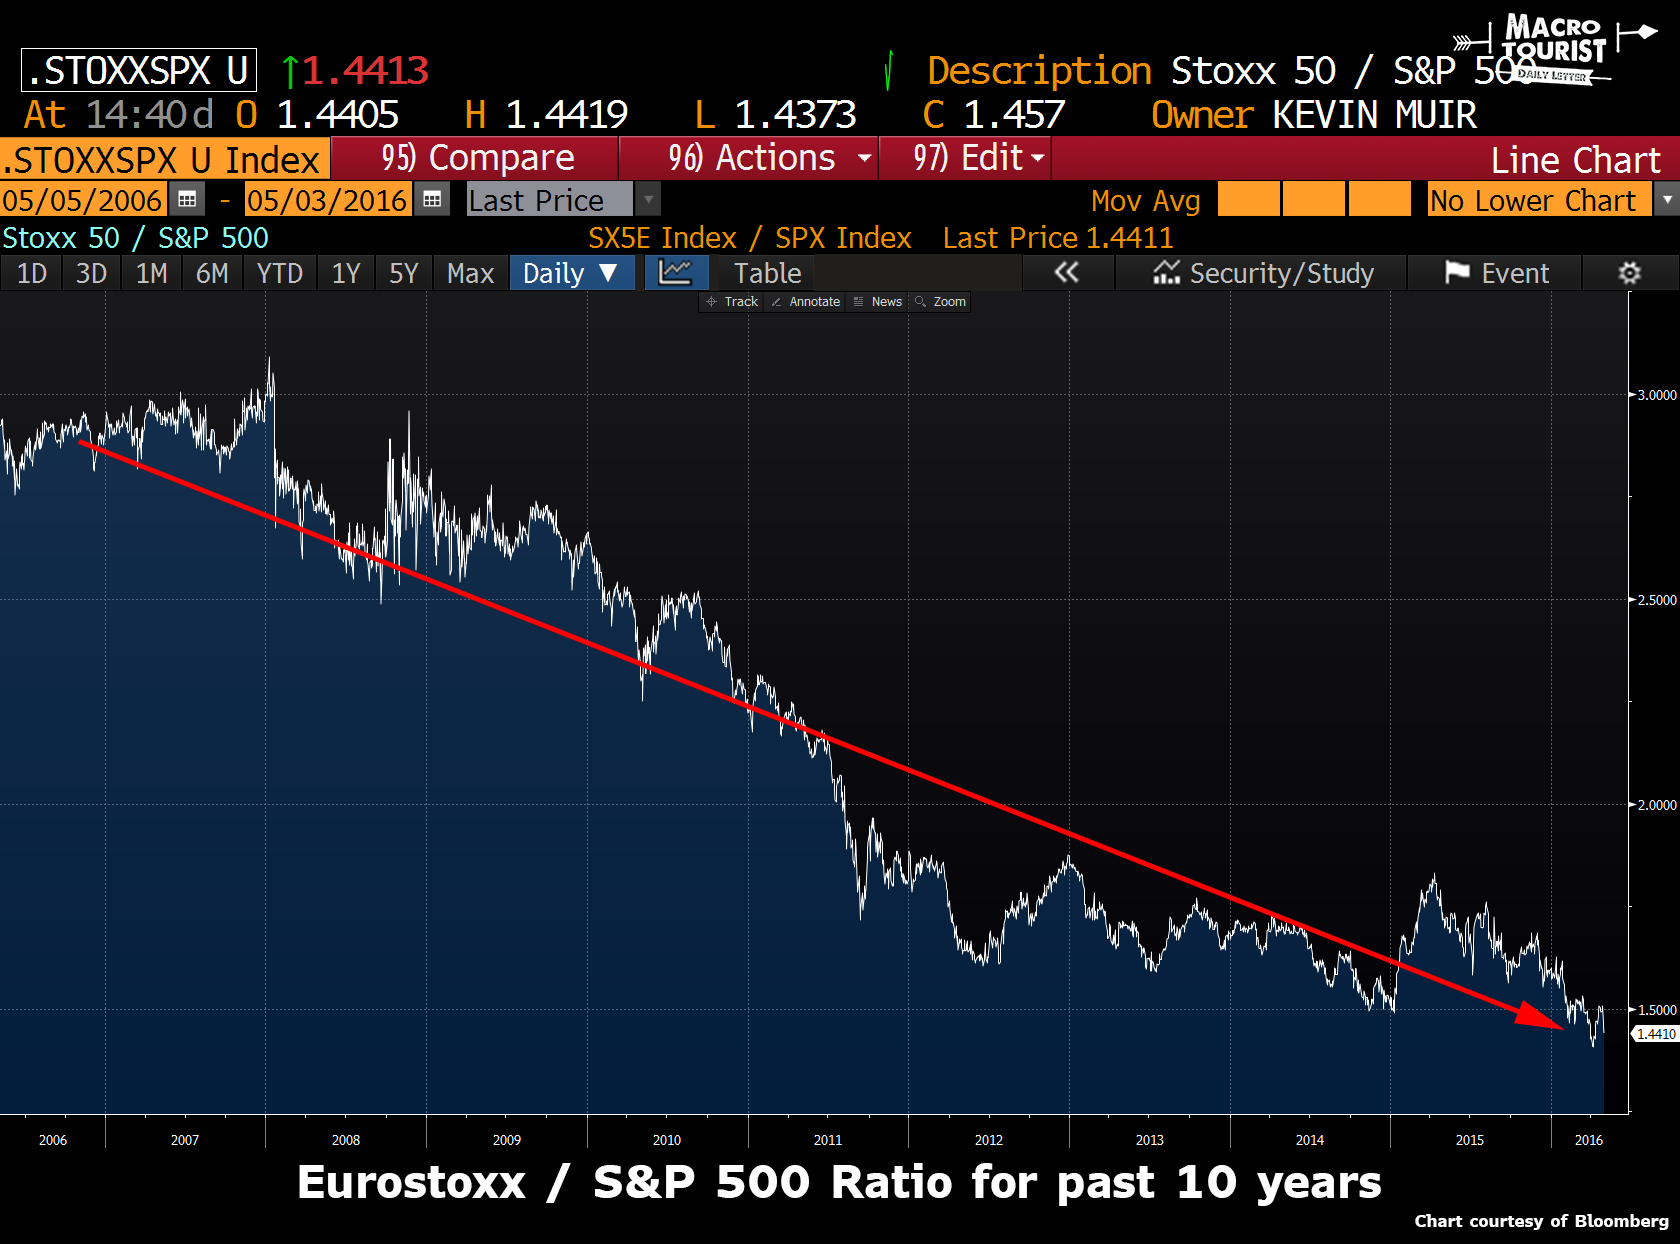 MACRO
TOURIST
DAILY LETTER
.STOXXSPX U ↑1.4413 Description Stoxx 50 / S&P 500
At 14:40 d O 1.4405 H 1.4419 L 1.4373 C 1.457 Owner KEVIN MUIR
.STOXXSPX U Index 95) Compare 96) Actions 97) Edit Line Chart
05/05/2006 - 05/03/2016 Last Price Mov Avg No Lower Chart
Stoxx 50 / S&P 500 SX5E Index / SPX Index Last Price 1.4411
1D 3D 1M 6M YTD 1Y 5Y Max Daily ▼ Table « Security/Study Event
Track Annotate News Zoom
3.0000
2.5000
2.0000
1.5000
1.4410
2006 2007 2008 2009 2010 2011 2012 2013 2014 2015 2016
Eurostoxx / S&P 500 Ratio for past 10 years
Chart courtesy of Bloomberg